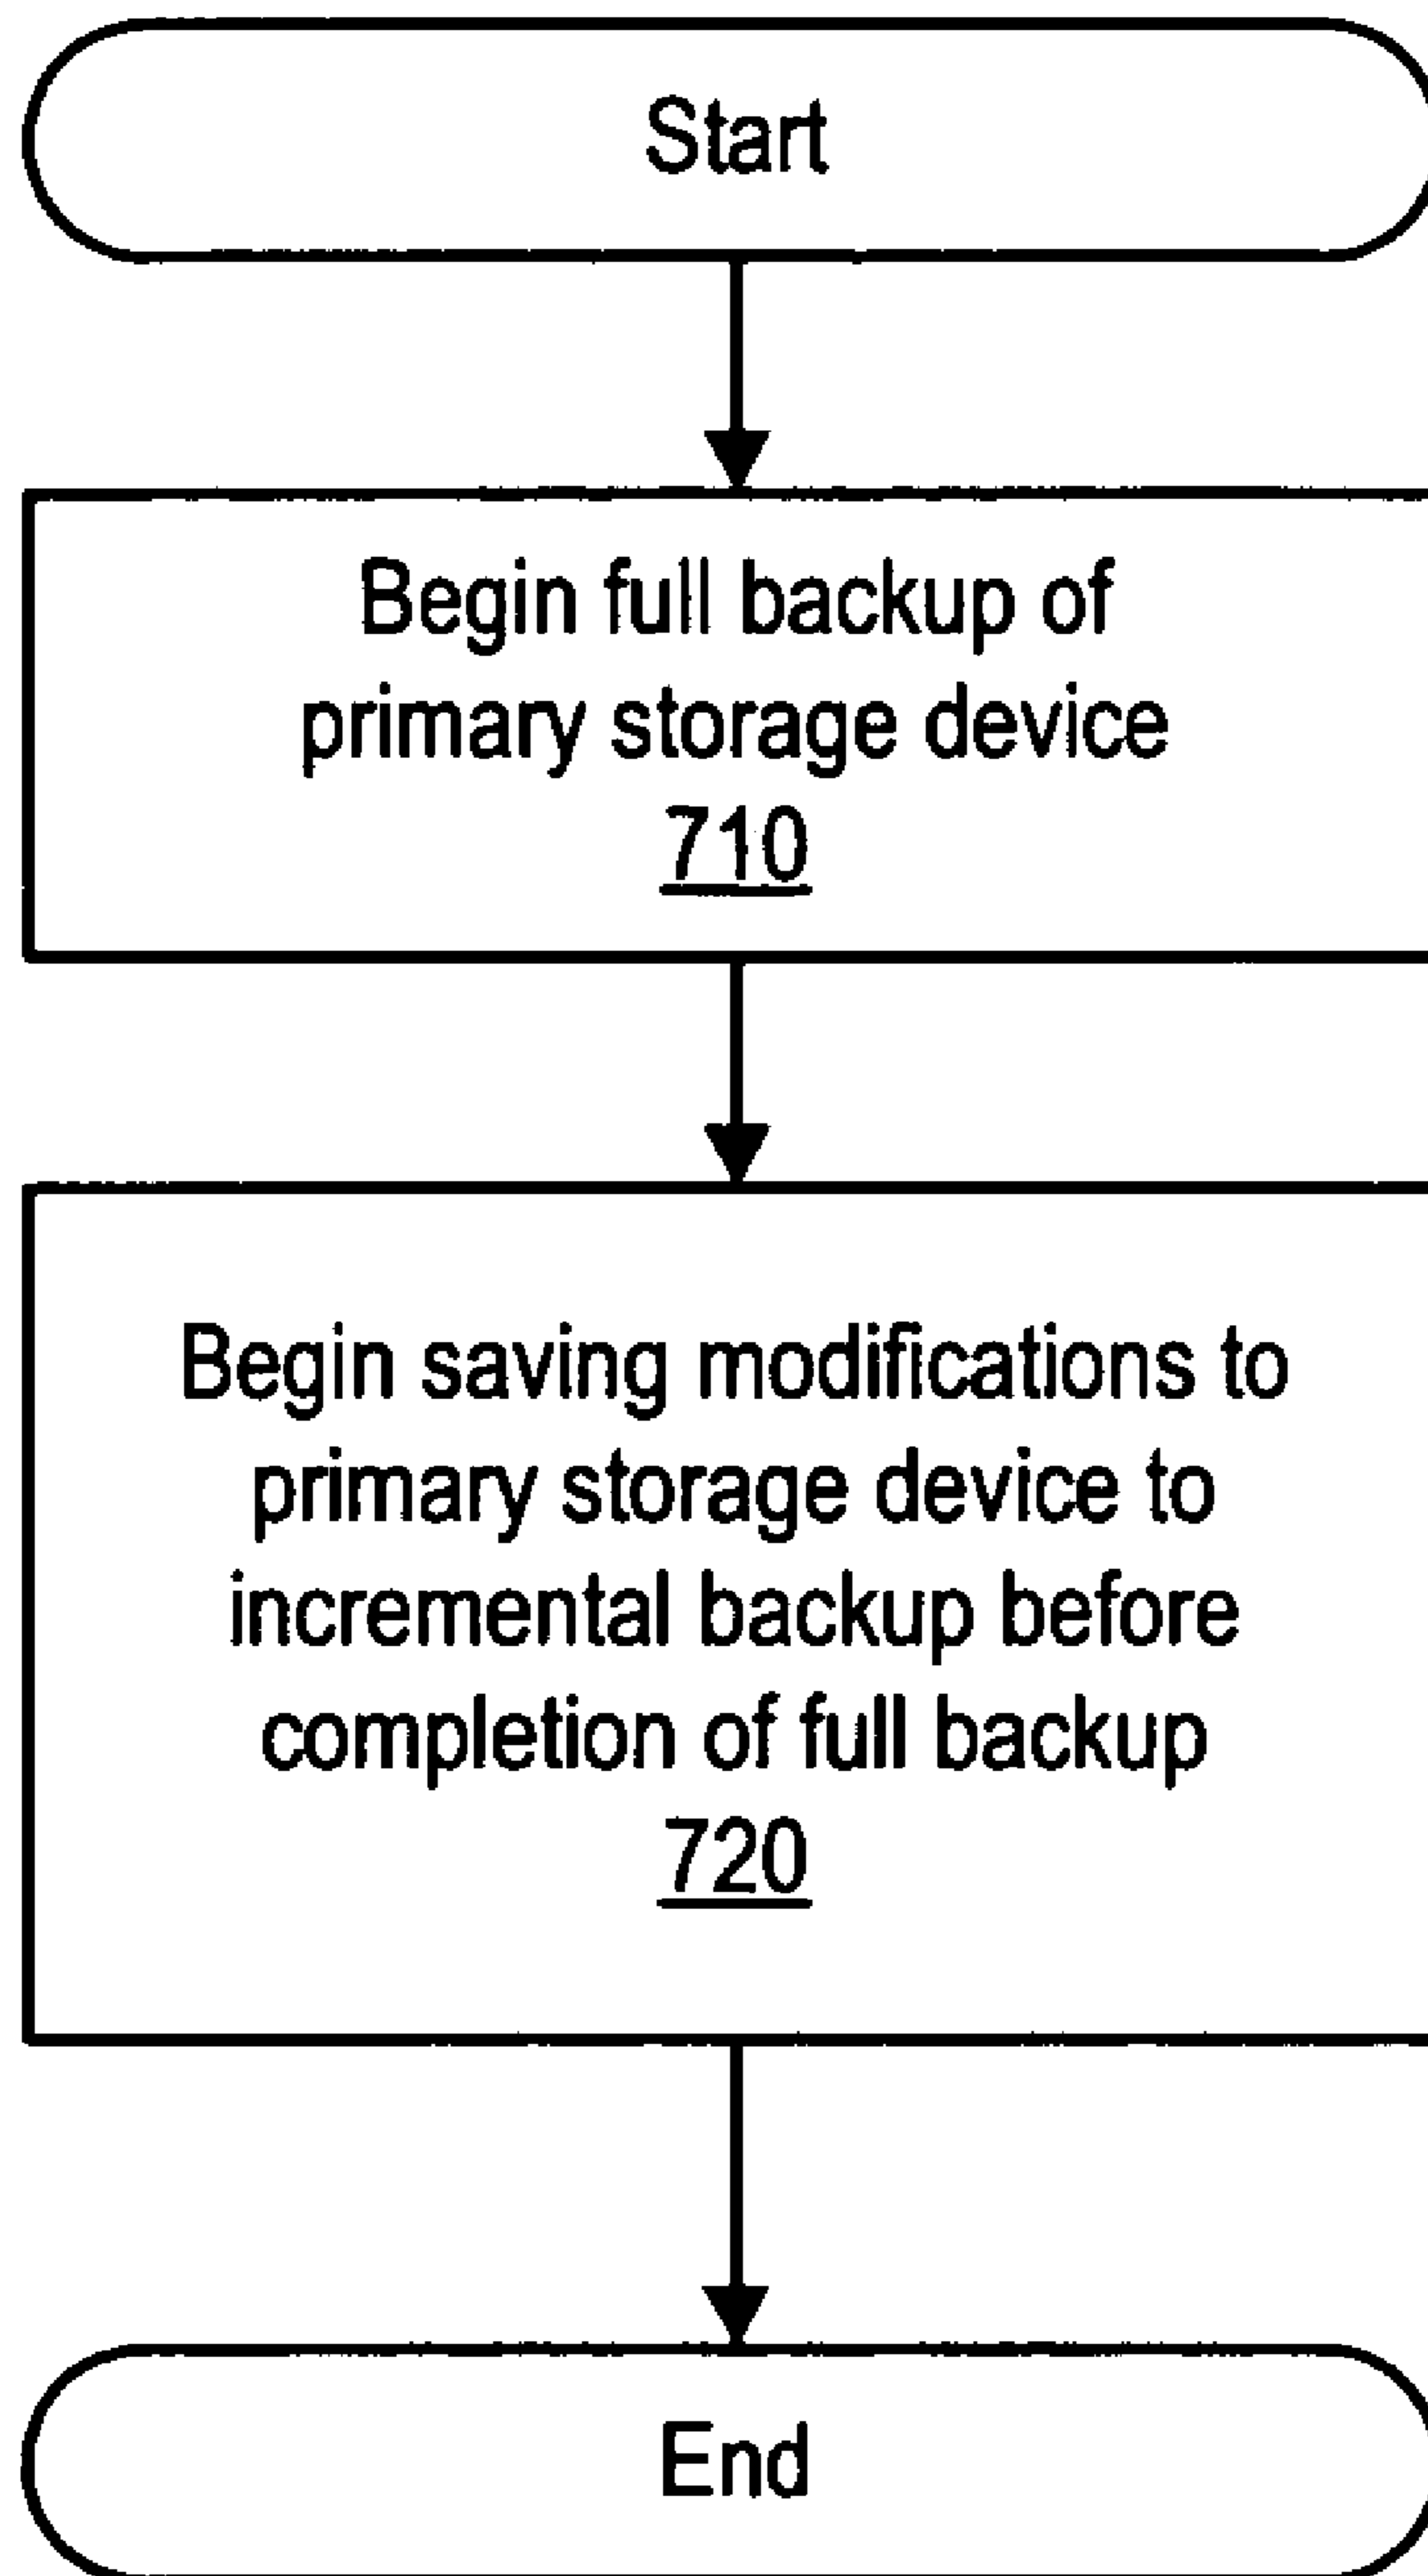 Start
Begin full backup of
primary storage device
710
Begin saving modifications to
primary storage device to
incremental backup before
completion of full backup
720
End